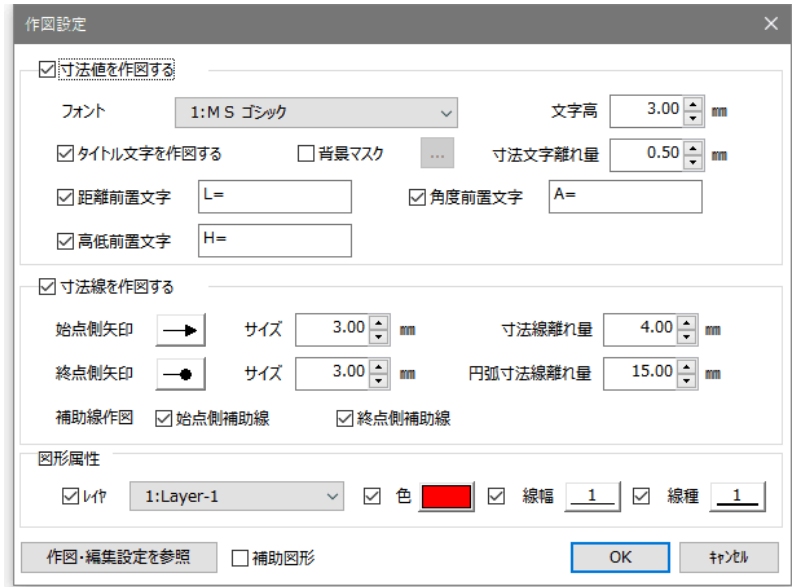 作図設定
寸法値を作図する
フォント 1:ＭＳ ゴシック 文字高 3.00 ㎜
タイトル文字を作図する 背景マスク ... 寸法文字離れ量 0.50 ㎜
距離前置文字 L= 角度前置文字 A=
高低前置文字 H=
寸法線を作図する
始点側矢印 サイズ 3.00 ㎜ 寸法線離れ量 4.00 ㎜
終点側矢印 サイズ 3.00 ㎜ 円弧寸法線離れ量 15.00 ㎜
補助線作図 始点側補助線 終点側補助線
図形属性
ﾚｲﾔ 1:Layer-1 色 線幅 1 線種 1
作図・編集設定を参照 補助図形 OK ｷｬﾝｾﾙ